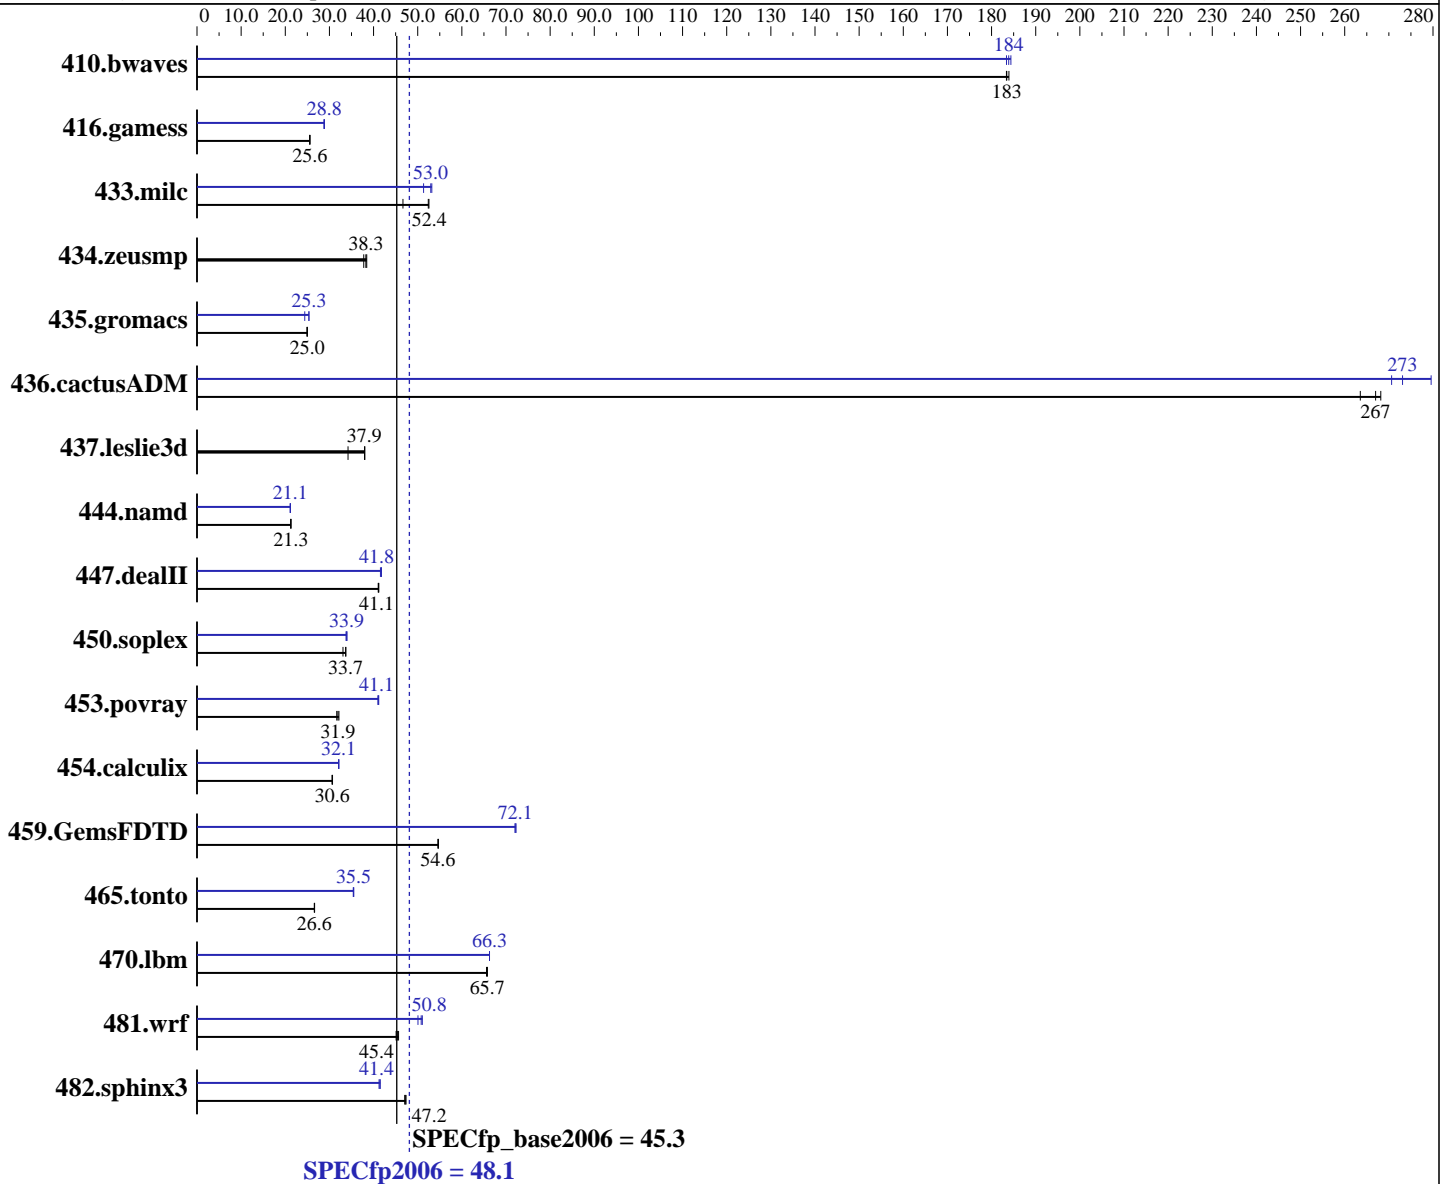 0 10.0 20.0 30.0 40.0 50.0 60.0 70.0 80.0 90.0 100 110 120 130 140 150 160 170 180 190 200 210 220 230 240 250 260 280
184
410.bwaves
183
28.8
416.gamess
25.6
53.0
433.milc
52.4
38.3
434.zeusmp
25.3
435.gromacs
25.0
273
436.cactusADM
267
37.9
437.leslie3d
21.1
444.namd
21.3
41.8
447.dealII
41.1
33.9
450.soplex
33.7
41.1
453.povray
31.9
32.1
454.calculix
30.6
72.1
459.GemsFDTD
54.6
35.5
465.tonto
26.6
66.3
470.lbm
65.7
50.8
481.wrf
45.4
41.4
482.sphinx3
47.2
SPECfp_base2006 = 45.3
SPECfp2006 = 48.1